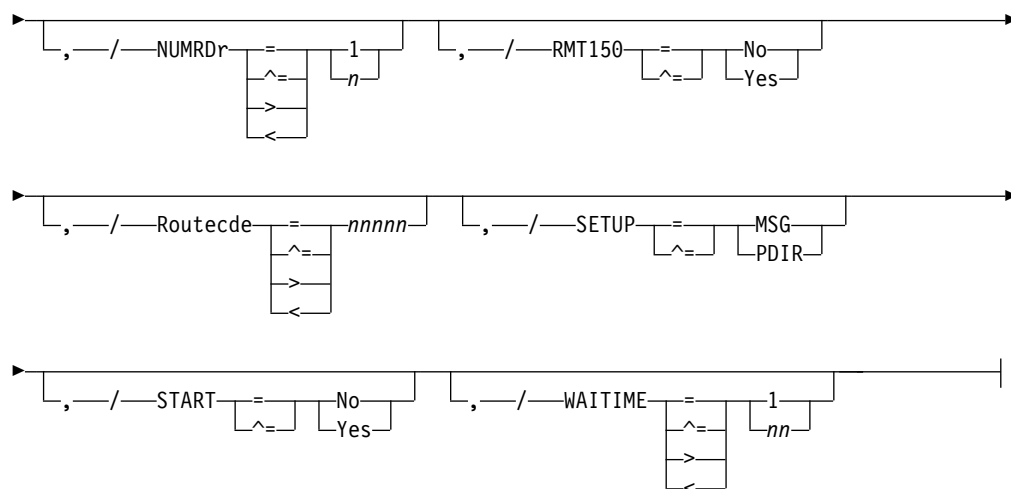 , / NUMRDr = 1 , / RMT150 = No
^= n ^= Yes
>
<
, / Routecde = nnnnn , / SETUP = MSG
^= ^= PDIR
>
<
, / START = No , / WAITIME = 1
^= Yes ^= nn
>
<